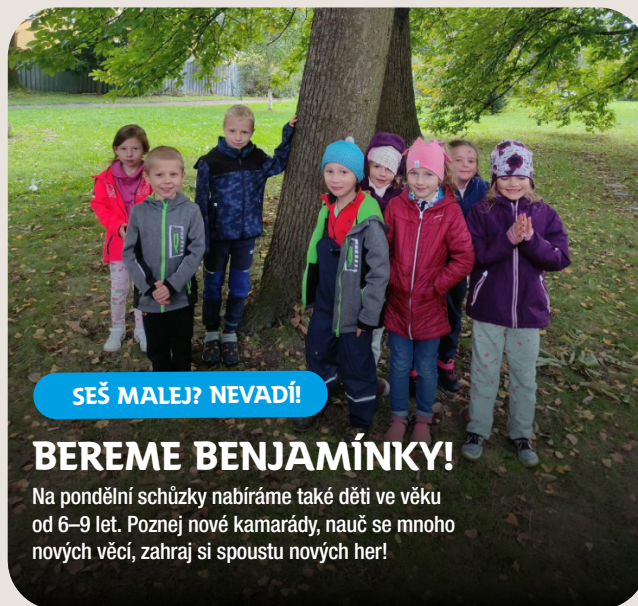 SEŠ MALEJ? NEVADÍ!
BEREME BENJAMÍNKY!
Na pondělní schůzky nabíráme také děti ve věku
od 6–9 let. Poznej nové kamarády, nauč se mnoho
nových věcí, zahraj si spoustu nových her!